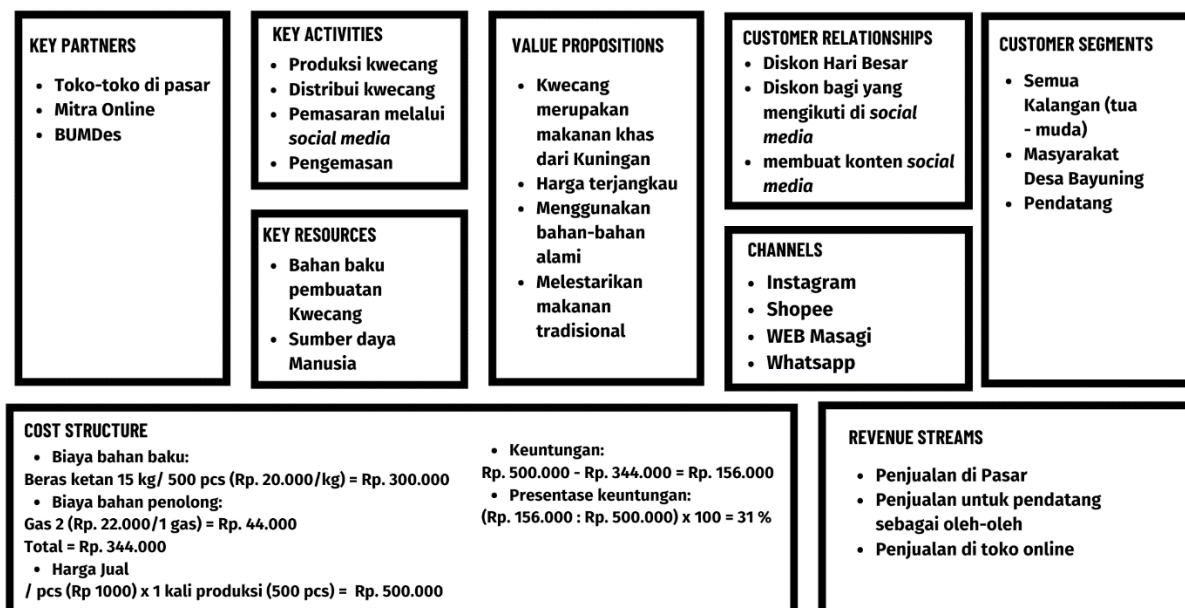 KEY PARTNERS
Toko-toko di pasar
Mitra Online
BUMDes
KEY ACTIVITIES
Produksi kwecang
Distribui kwecang
Pemasaran melalui
social media
Pengemasan
KEY RESOURCES
Bahan baku
pembuatan
Kwecang
Sumber daya
Manusia
VALUE PROPOSITIONS
Kwecang
merupakan
makanan khas
dari Kuningan
Harga terjangkau
Menggunakan
bahan-bahan
alami
Melestarikan
makanan
tradisional
CUSTOMER RELATIONSHIPS
Diskon Hari Besar
Diskon bagi yang
mengikuti di social
media
membuat konten social
media
CHANNELS
Instagram
Shopee
WEB Masagi
Whatsapp
CUSTOMER SEGMENTS
Semua
Kalangan (tua
- muda)
Masyarakat
Desa Bayuning
Pendatang
COST STRUCTURE
Biaya bahan baku:
Beras ketan 15 kg/ 500 pcs (Rp. 20.000/kg) = Rp. 300.000
Biaya bahan penolong:
Gas 2 (Rp. 22.000/1 gas) = Rp. 44.000
Total = Rp. 344.000
Harga Jual
/ pcs (Rp 1000) x 1 kali produksi (500 pcs) = Rp. 500.000
Keuntungan:
Rp. 500.000 - Rp. 344.000 = Rp. 156.000
Presentase keuntungan:
(Rp. 156.000 : Rp. 500.000) x 100 = 31 %
REVENUE STREAMS
Penjualan di Pasar
Penjualan untuk pendatang
sebagai oleh-oleh
Penjualan di toko online